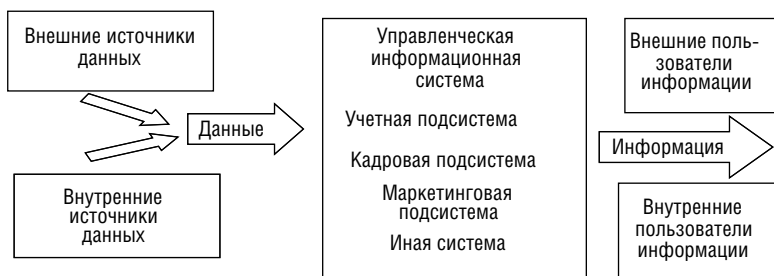 Внешние источники
данных
Внутренние
источники
данных
Данные
Управленческая
информационная
система
Учетная подсистема
Кадровая подсистема
Маркетинговая
подсистема
Иная система
Внешние поль-
зователи
информации
Информация
Внутренние
пользователи
информации